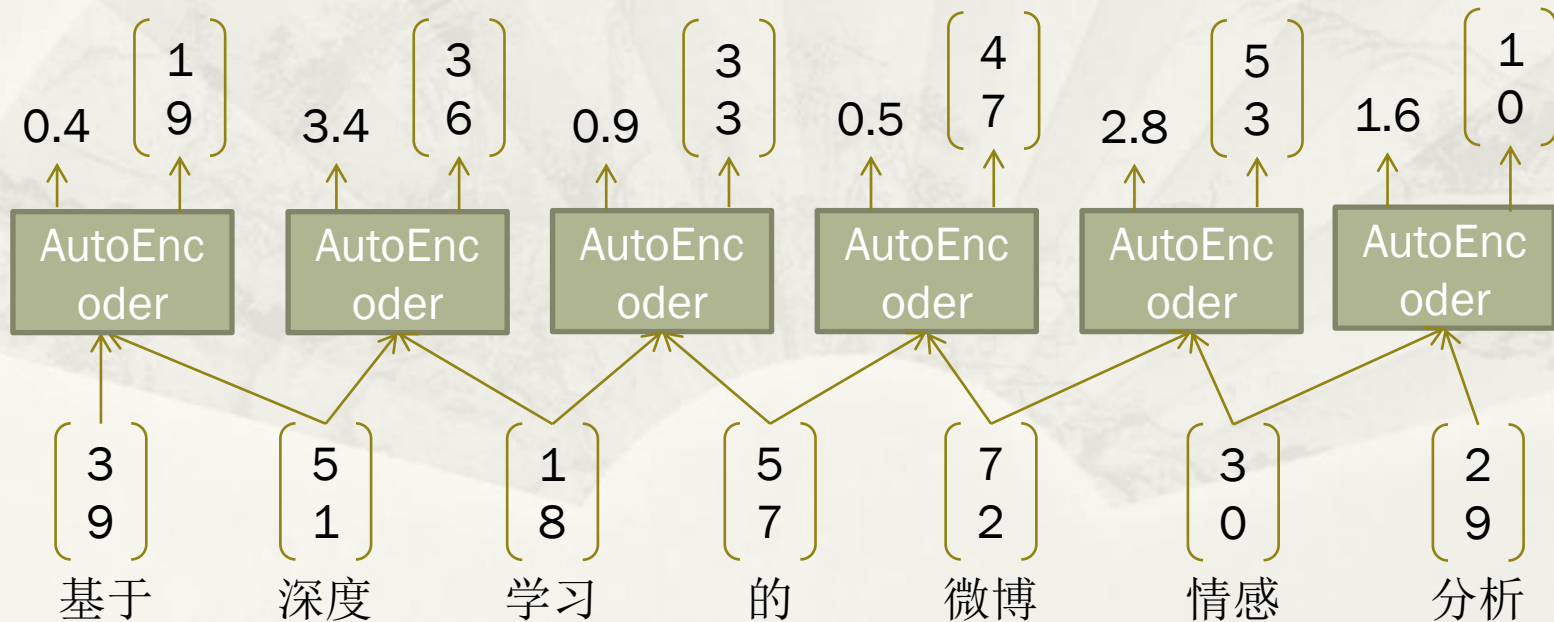 0.4 1 9 3.4 3 6 0.9 3 3 0.5 4 7 2.8 5 3 1.6 1 0
AutoEnc oder AutoEnc oder AutoEnc oder AutoEnc oder AutoEnc oder AutoEnc oder
3 5 1 5 7 3 2
9 1 8 7 2 0 9
基于 深度 学习 的 微博 情感 分析